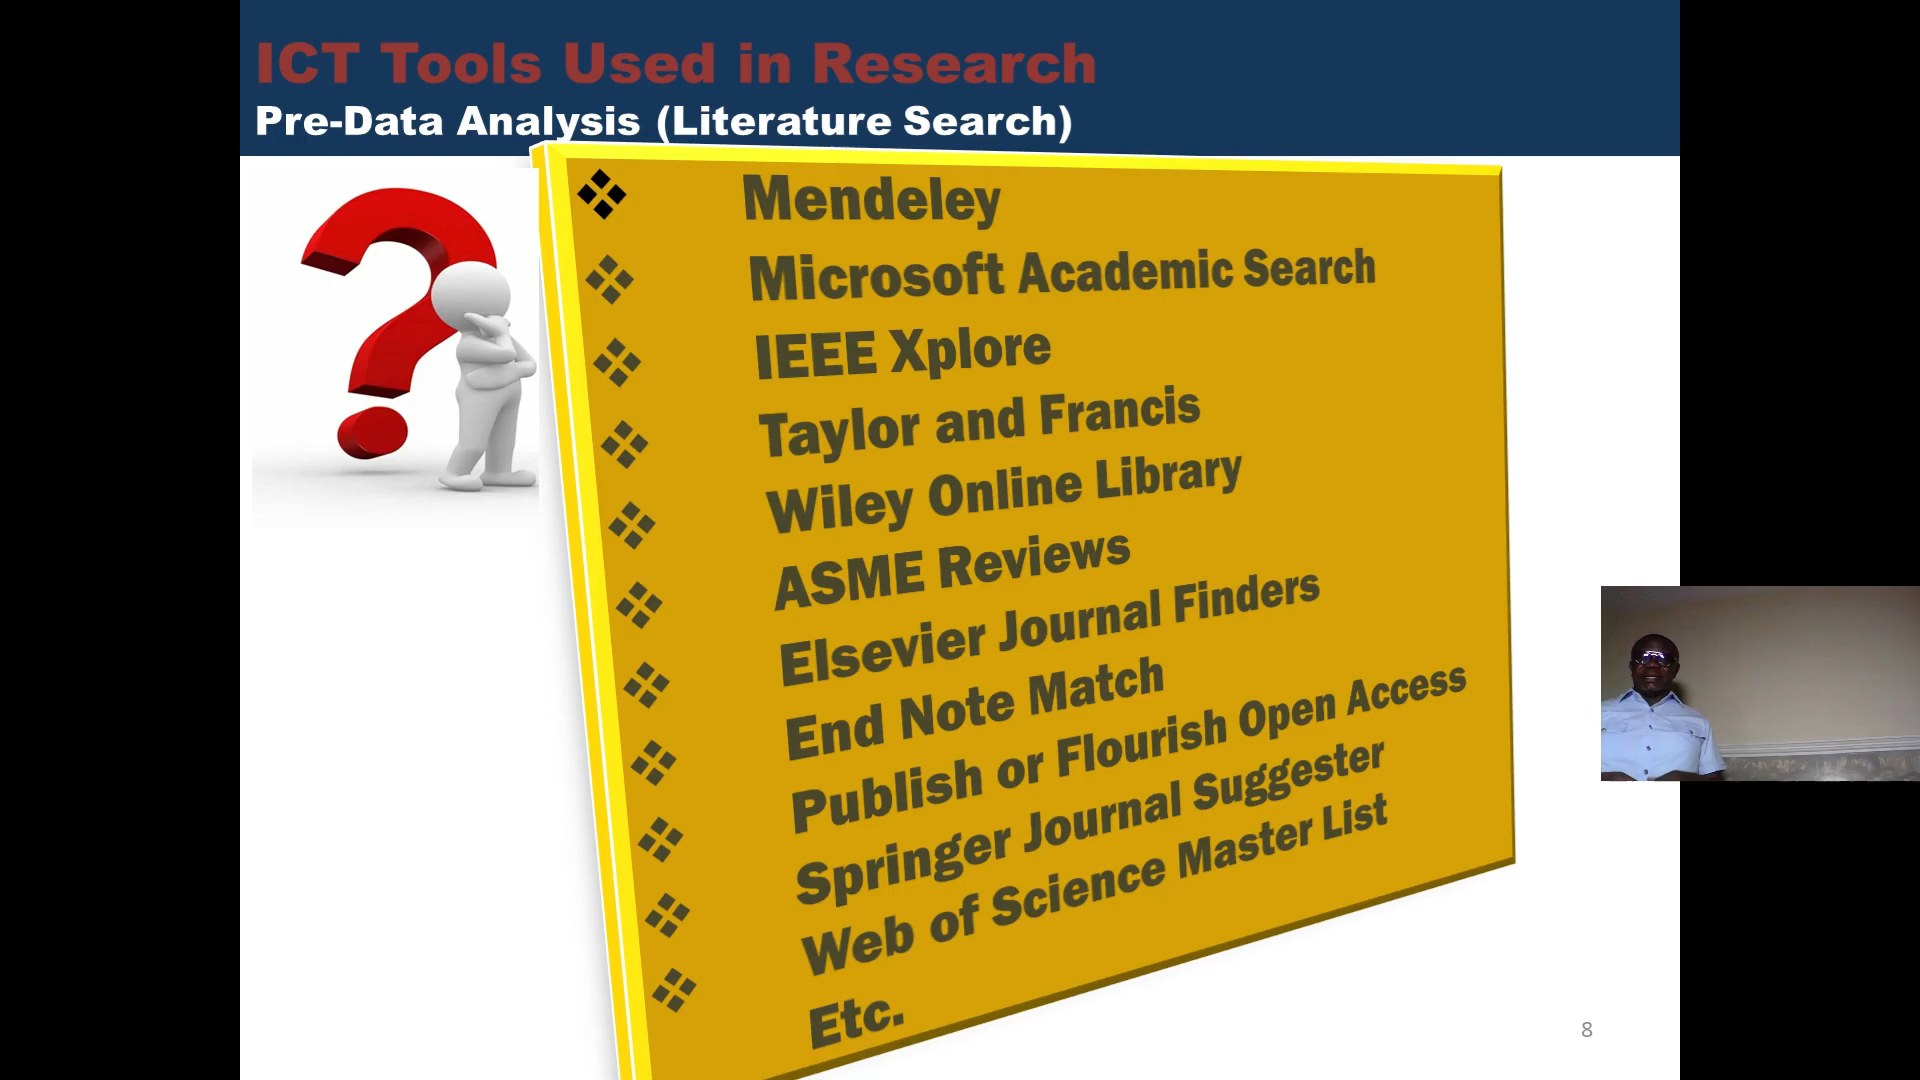 ICT Tools Used in Research
Pre-Data Analysis (Literature Search)
Mendeley
Microsoft Academic Search
IEEE Xplore
Taylor and Francis
Wiley Online Library
ASME Reviews
Elsevier Journal Finders
End Note Match
Publish or Flourish Open Access
Springer Journal Suggester
Web of Science Master List
Etc.
8